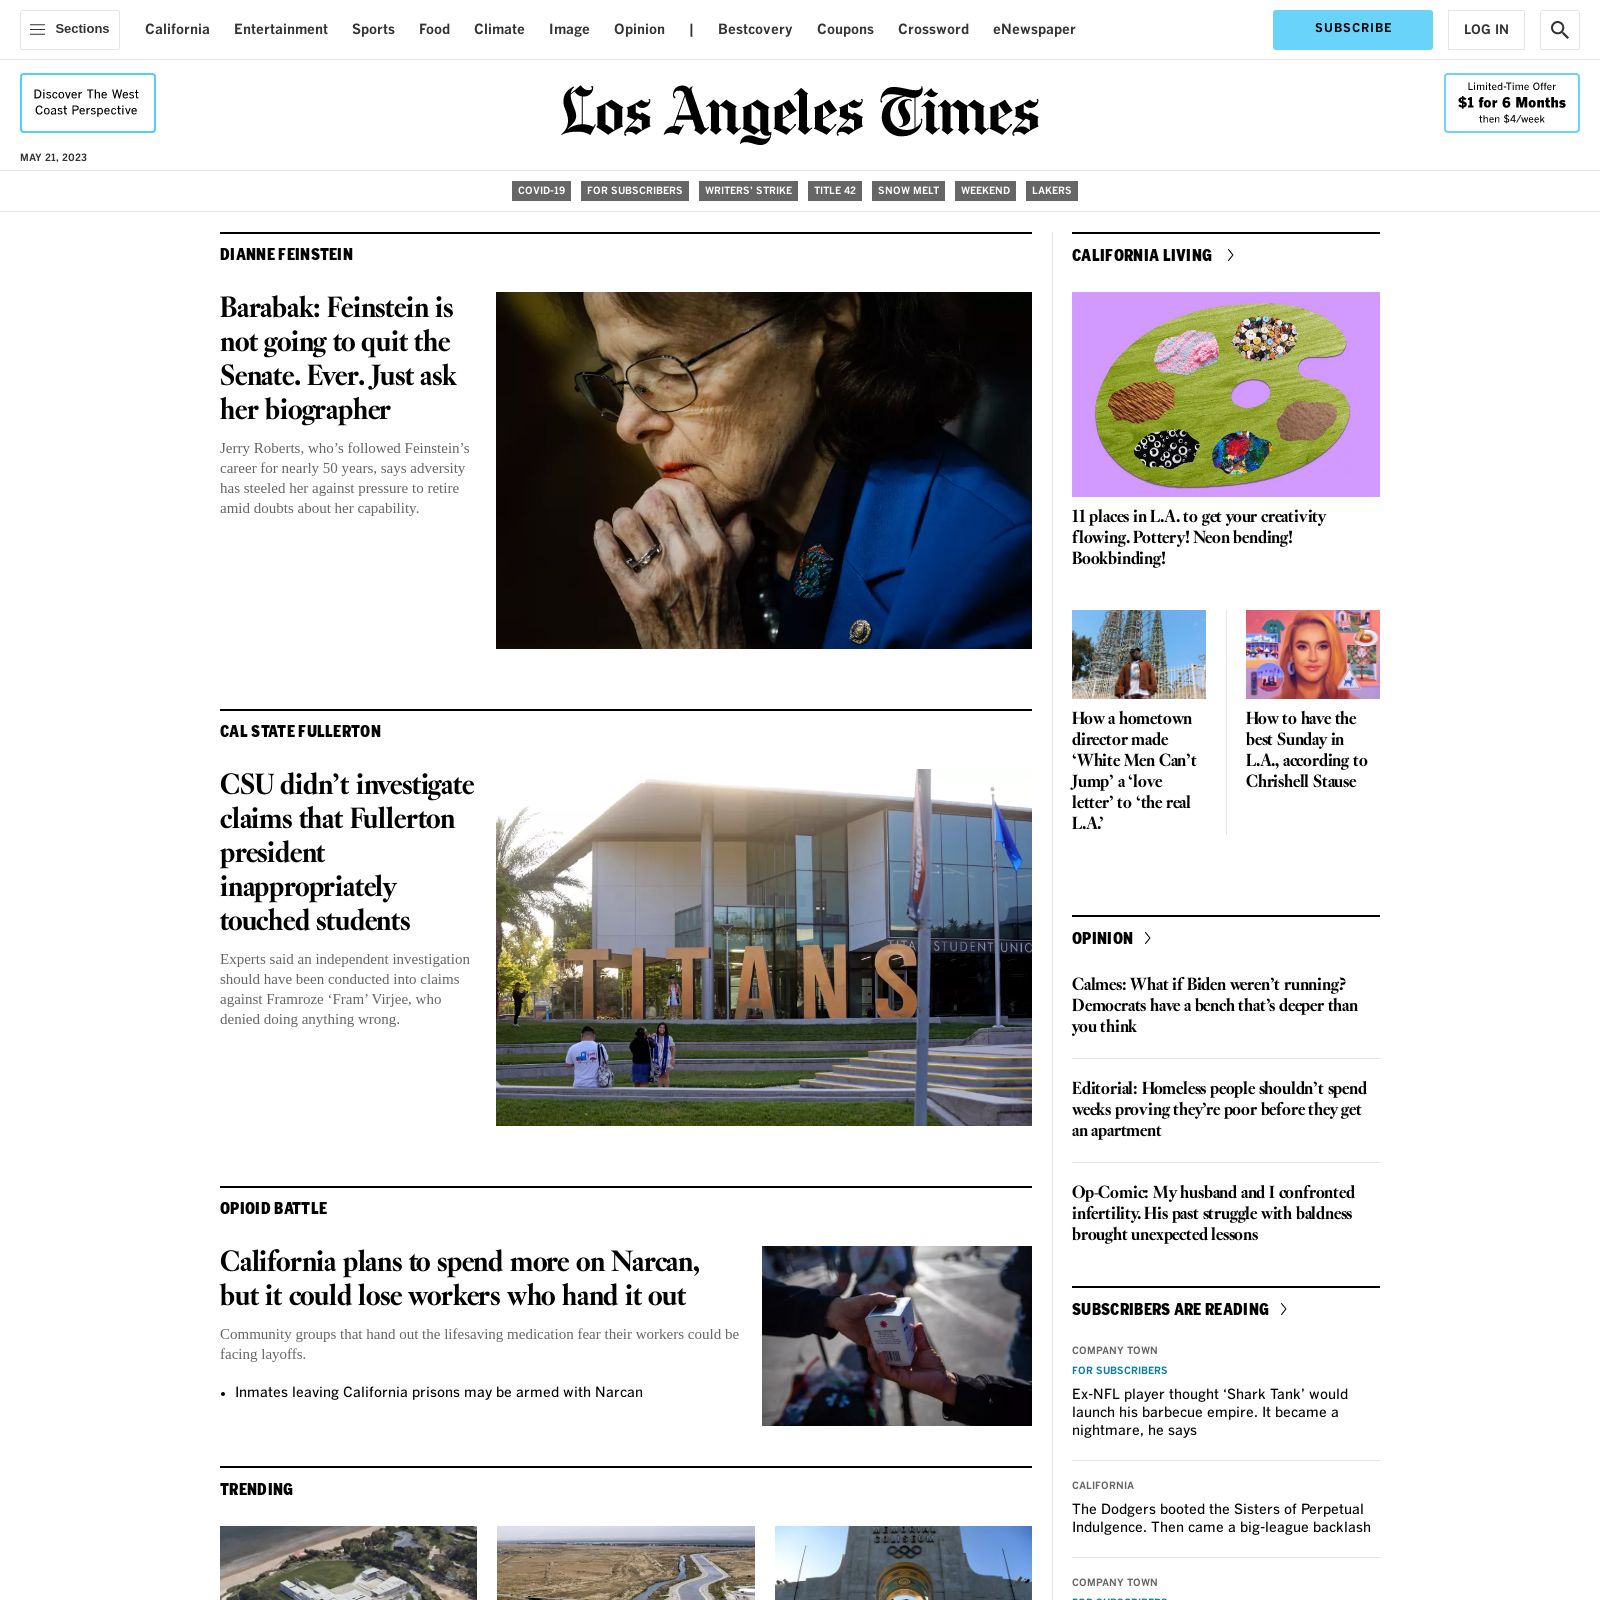 Sections
California
Entertainment
Sports
Food
Climate
Image
Opinion
|
Bestcovery
Coupons
Crossword
eNewspaper
SUBSCRIBE
LOG IN
Discover The West
Coast Perspective
Los Angeles Times
Limited-Time Offer
$1 for 6 Months
then $4/week
MAY 21, 2023
COVID-19
FOR SUBSCRIBERS
WRITERS' STRIKE
TITLE 42
SNOW MELT
WEEKEND
LAKERS
DIANNE FEINSTEIN
Barabak: Feinstein is
not going to quit the
Senate. Ever. Just ask
her biographer
Jerry Roberts, who’s followed Feinstein’s
career for nearly 50 years, says adversity
has steeled her against pressure to retire
amid doubts about her capability.
CAL STATE FULLERTON
CSU didn’t investigate
claims that Fullerton
president
inappropriately
touched students
Experts said an independent investigation
should have been conducted into claims
against Framroze ‘Fram’ Virjee, who
denied doing anything wrong.
TITANS
STUDENT UNIO
OPIOID BATTLE
California plans to spend more on Narcan,
but it could lose workers who hand it out
Community groups that hand out the lifesaving medication fear their workers could be
facing layoffs.
• Inmates leaving California prisons may be armed with Narcan
TRENDING
MEMORIAL
COLISEUM
CALIFORNIA LIVING
11 places in L.A. to get your creativity
flowing. Pottery! Neon bending!
Bookbinding!
How a hometown
director made
‘White Men Can’t
Jump’ a ‘love
letter’ to ‘the real
L.A.’
How to have the
best Sunday in
L.A., according to
Chrishell Stause
OPINION
Calmes: What if Biden weren’t running?
Democrats have a bench that’s deeper than
you think
Editorial: Homeless people shouldn’t spend
weeks proving they’re poor before they get
an apartment
Op-Comic: My husband and I confronted
infertility. His past struggle with baldness
brought unexpected lessons
SUBSCRIBERS ARE READING
COMPANY TOWN
FOR SUBSCRIBERS
Ex-NFL player thought ‘Shark Tank’ would
launch his barbecue empire. It became a
nightmare, he says
CALIFORNIA
The Dodgers booted the Sisters of Perpetual
Indulgence. Then came a big-league backlash
COMPANY TOWN
FOR SUBSCRIBERS